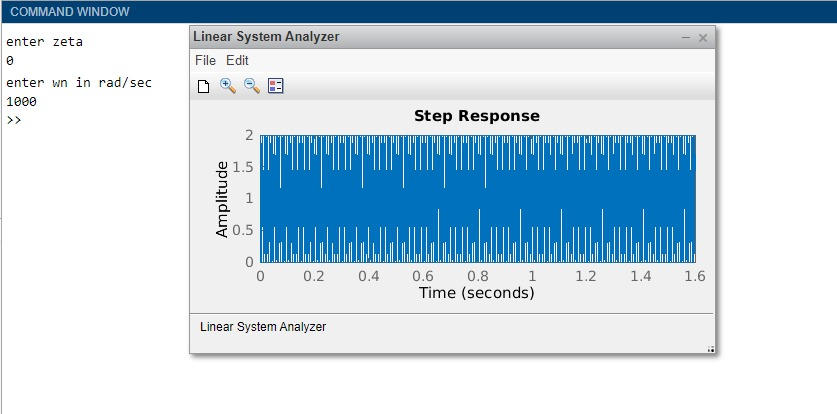 COMMAND WINDOW
enter zeta
0
enter wn in rad/sec
1000
>>
Linear System Analyzer
File Edit
Step Response
Amplitude
2
1.5
1
0.5
0
0 0.2 0.4 0.6 0.8 1 1.2 1.4 1.6
Time (seconds)
Linear System Analyzer